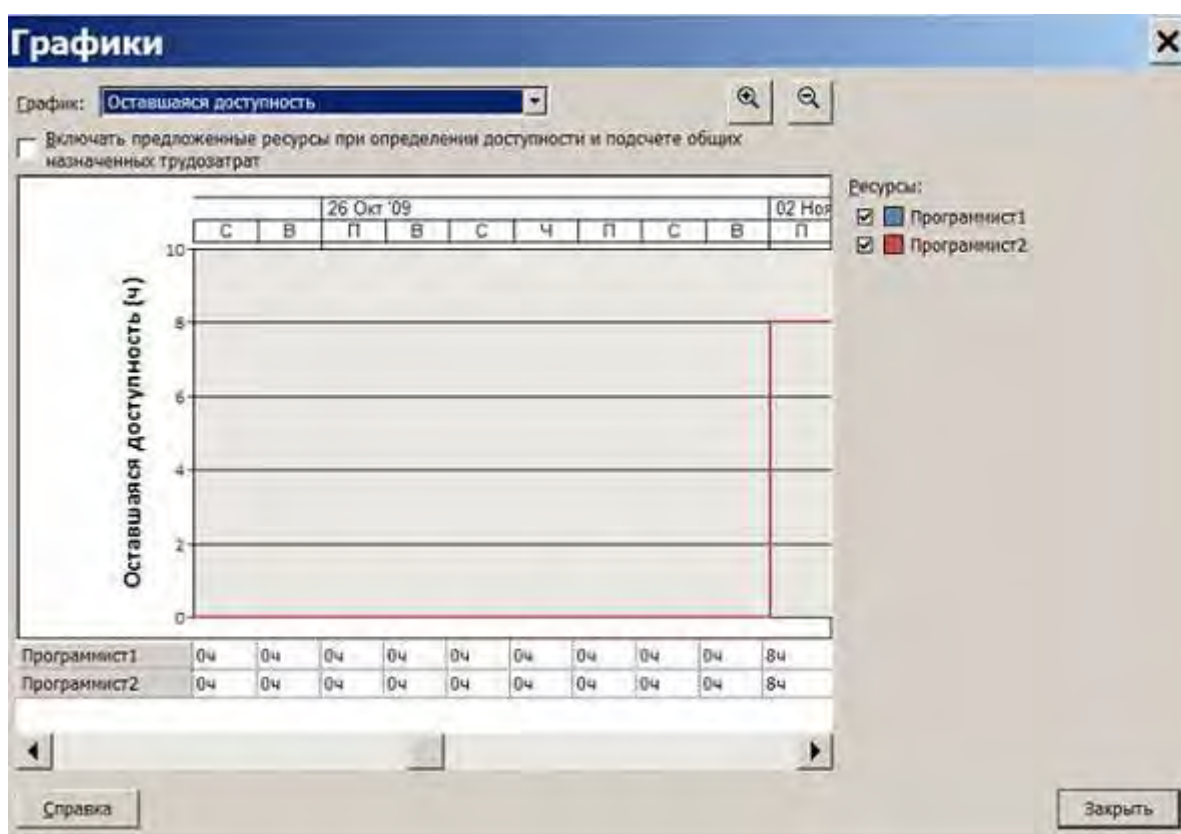 Графики
График: Оставшаяся доступность
Включать предложенные ресурсы при определении доступности и подсчете общих
назначенных трудозатрат
Ресурсы:
Программист1
Программист2
26 Окт '09 02 Ноя
С В П В С Ч П С В П
Оставшаяся доступность (ч)
10
8
6
4
2
0
Программист1 0ч 0ч 0ч 0ч 0ч 0ч 0ч 0ч 0ч 8ч
Программист2 0ч 0ч 0ч 0ч 0ч 0ч 0ч 0ч 0ч 8ч
Справка Закрыть